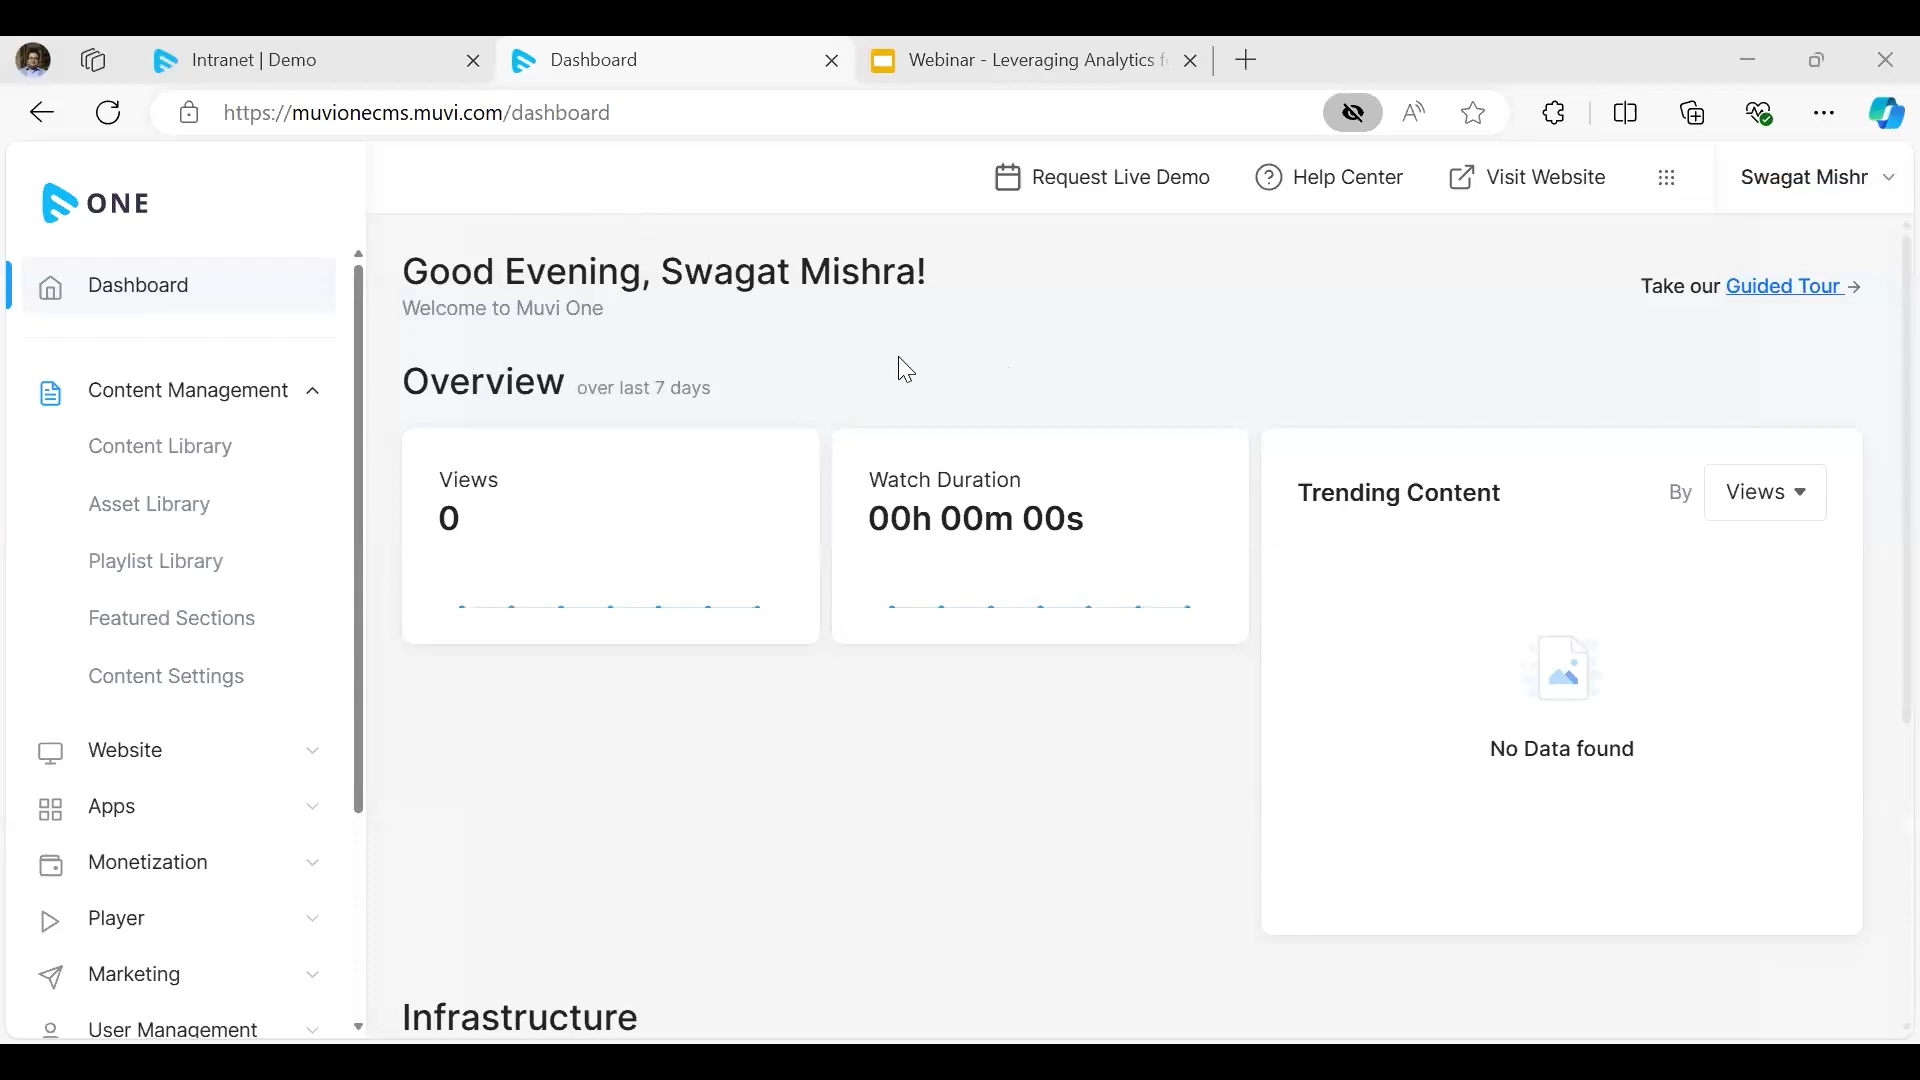 Intranet | Demo
Dashboard
Webinar - Leveraging Analytics f
https://muvionecms.muvi.com/dashboard
ONE
Request Live Demo
Help Center
Visit Website
Swagat Mishr
Dashboard
Content Management
Content Library
Asset Library
Playlist Library
Featured Sections
Content Settings
Website
Apps
Monetization
Player
Marketing
User Management
Good Evening, Swagat Mishra!
Welcome to Muvi One
Take our Guided Tour →
Overview over last 7 days
Views
0
Watch Duration
00h 00m 00s
Trending Content
By Views
No Data found
Infrastructure